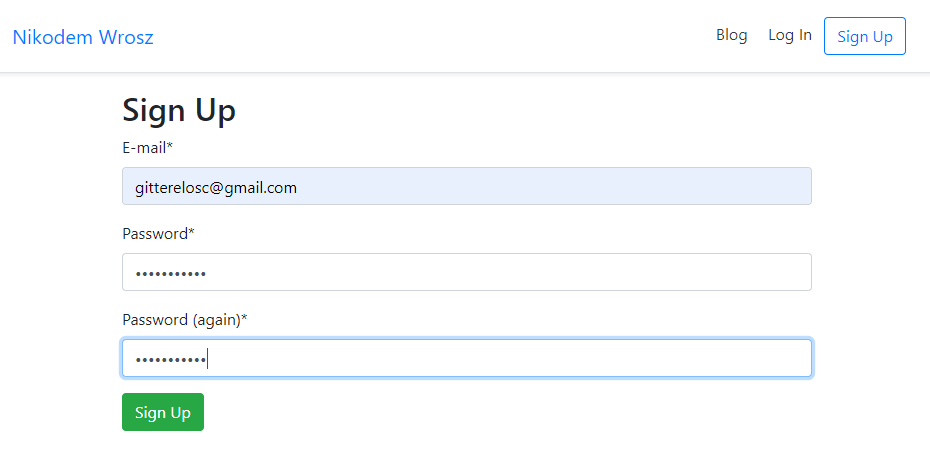 Nikodem Wrosz Blog Log In Sign Up
Sign Up
E-mail*
gitterelosc@gmail.com
Password*
•••••••••••
Password (again)*
•••••••••••
Sign Up